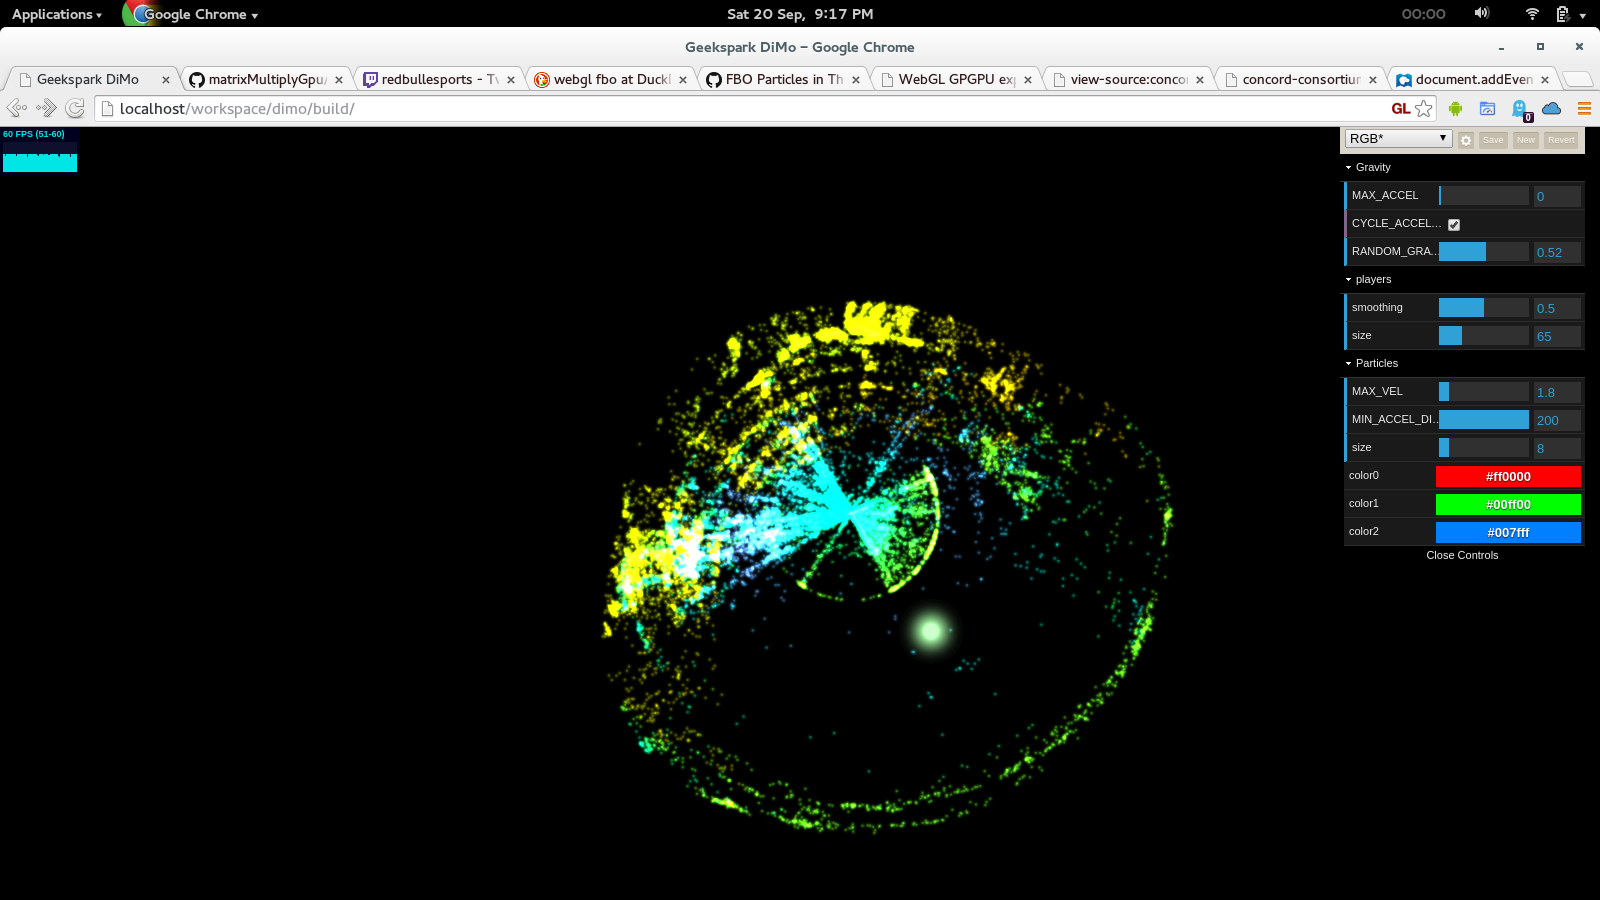 Applications Google Chrome Sat 20 Sep, 9:17 PM 00:00
Geekspark DiMo - Google Chrome
Geekspark DiMo matrixMultiplyGpu redbullesports - Tv webgl fbo at Duckl FBO Particles in Th WebGL GPGPU exp view-source:conco concord-consortiun document.addEven
localhost/workspace/dimo/build/ GL 0
60 FPS (51-60)
RGB* Save New Revert
Gravity
MAX_ACCEL 0
CYCLE_ACCEL...
RANDOM_GRA... 0.52
players
smoothing 0.5
size 65
Particles
MAX_VEL 1.8
MIN_ACCEL_DI... 200
size 8
color0 #ff0000
color1 #00ff00
color2 #007fff
Close Controls